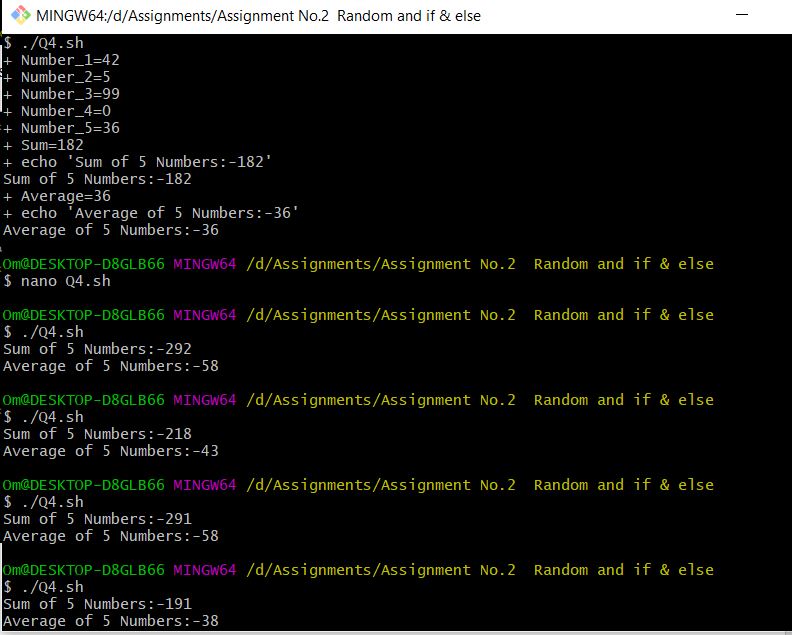 MINGW64:/d/Assignments/Assignment No.2  Random and if & else
$ ./Q4.sh
+ Number_1=42
+ Number_2=5
+ Number_3=99
+ Number_4=0
+ Number_5=36
+ Sum=182
+ echo 'Sum of 5 Numbers:-182'
Sum of 5 Numbers:-182
+ Average=36
+ echo 'Average of 5 Numbers:-36'
Average of 5 Numbers:-36
Om@DESKTOP-D8GLB66 MINGW64 /d/Assignments/Assignment No.2  Random and if & else
$ nano Q4.sh
Om@DESKTOP-D8GLB66 MINGW64 /d/Assignments/Assignment No.2  Random and if & else
$ ./Q4.sh
Sum of 5 Numbers:-292
Average of 5 Numbers:-58
Om@DESKTOP-D8GLB66 MINGW64 /d/Assignments/Assignment No.2  Random and if & else
$ ./Q4.sh
Sum of 5 Numbers:-218
Average of 5 Numbers:-43
Om@DESKTOP-D8GLB66 MINGW64 /d/Assignments/Assignment No.2  Random and if & else
$ ./Q4.sh
Sum of 5 Numbers:-291
Average of 5 Numbers:-58
Om@DESKTOP-D8GLB66 MINGW64 /d/Assignments/Assignment No.2  Random and if & else
$ ./Q4.sh
Sum of 5 Numbers:-191
Average of 5 Numbers:-38